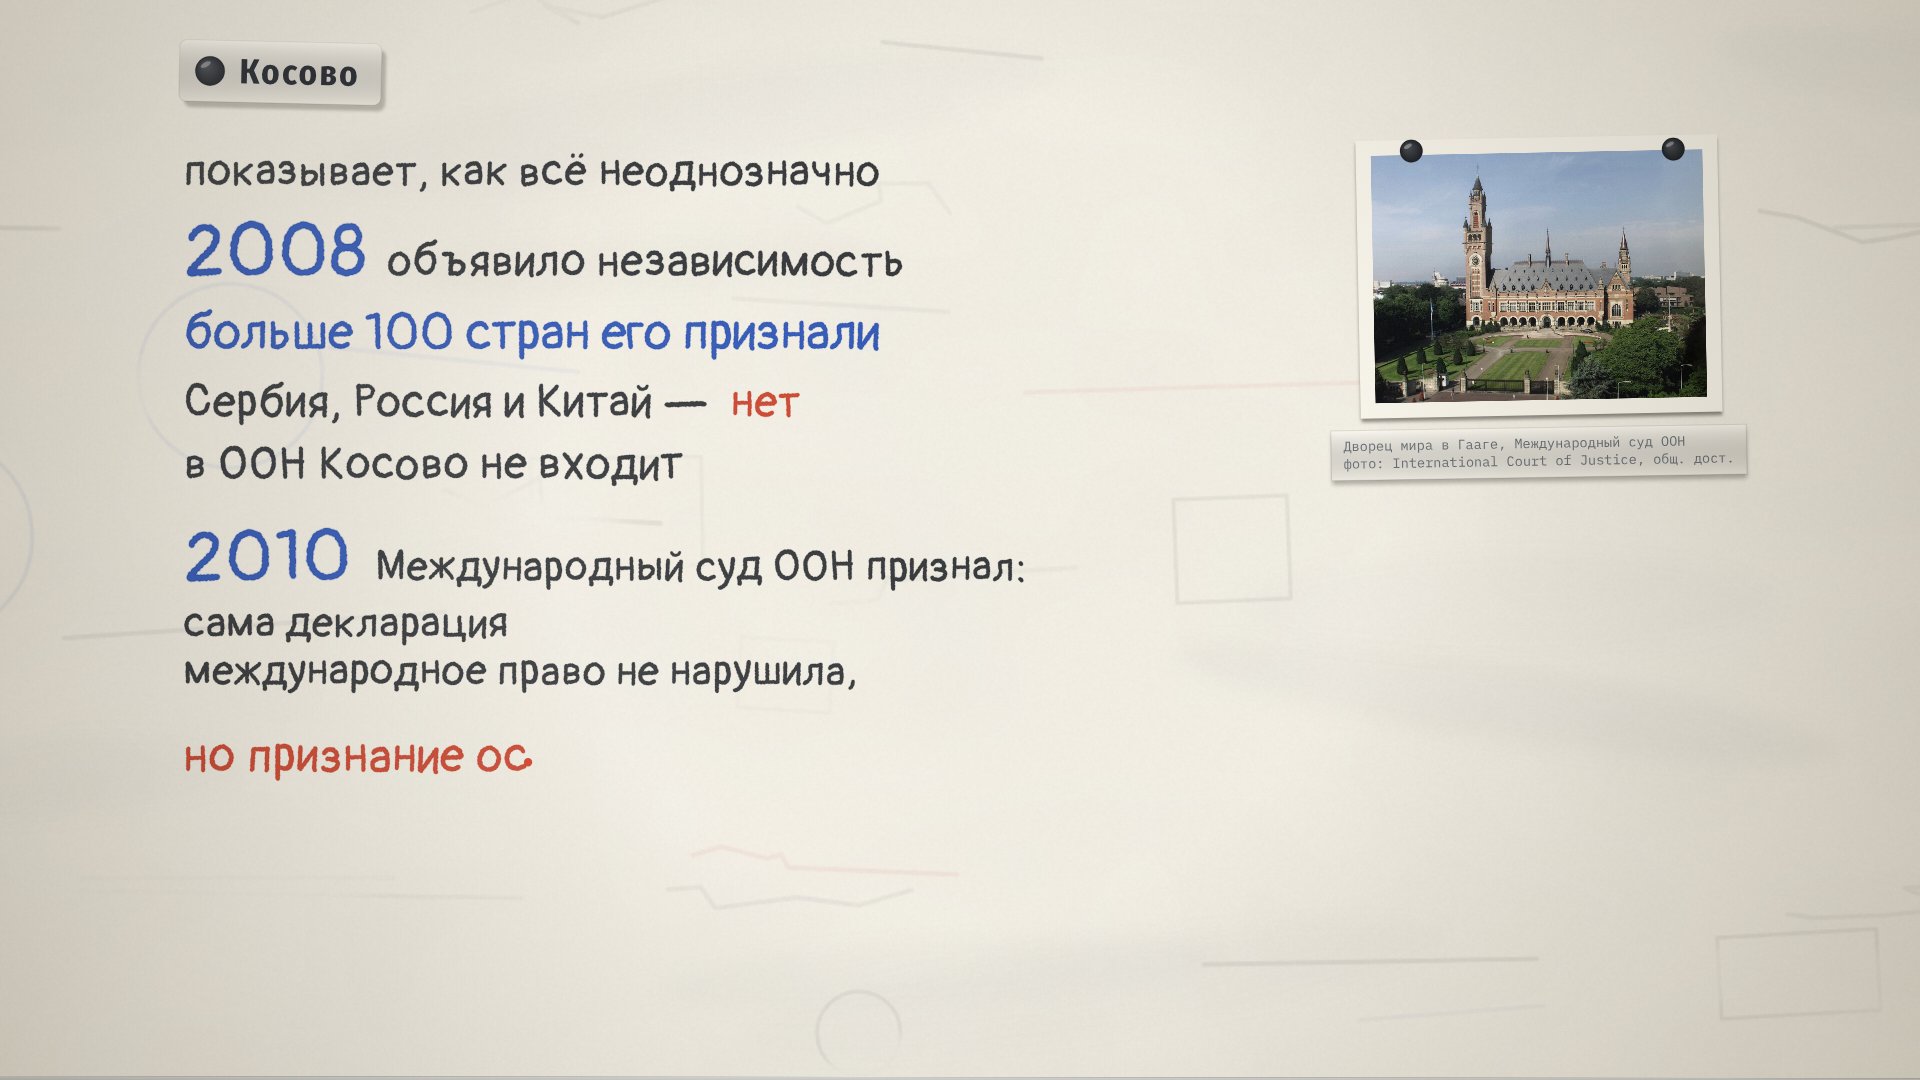 Косово
показывает, как всё неоднозначно
2008 объявило независимость
больше 100 стран его признали
Сербия, Россия и Китай — нет
в ООН Косово не входит
2010 Международный суд ООН признал:
сама декларация
международное право не нарушила,
но признание ос
Дворец мира в Гааге, Международный суд ООН
фото: International Court of Justice, общ. дост.